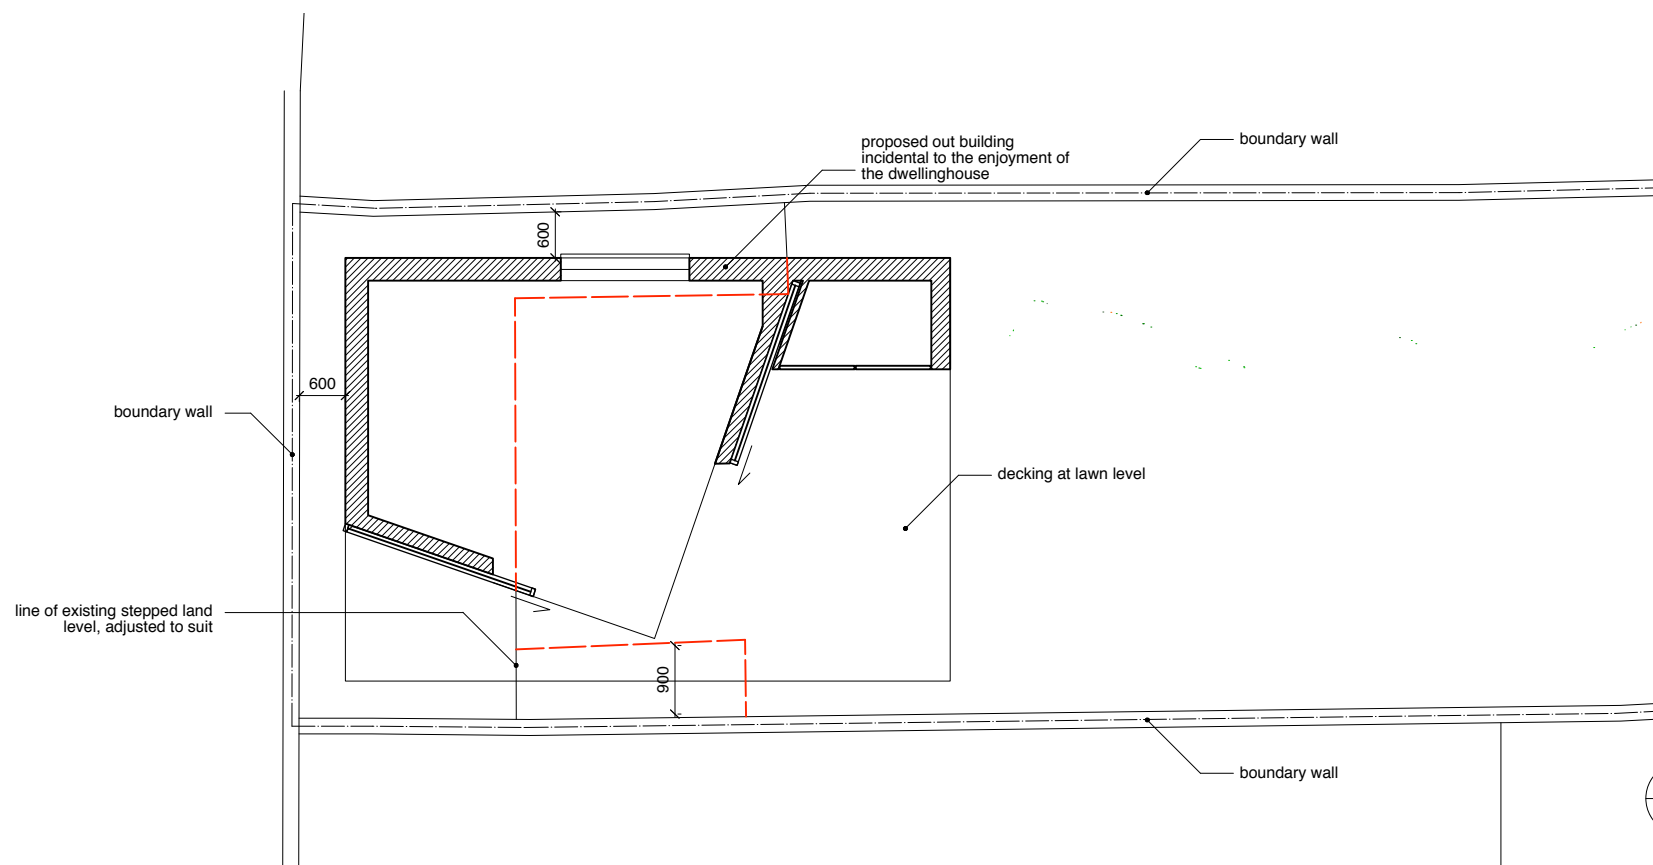 boundary wall
proposed out building
incidental to the enjoyment of
the dwellinghouse
600
600
boundary wall
decking at lawn level
line of existing stepped land
level, adjusted to suit
900
boundary wall